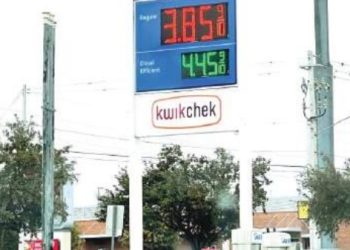 Regular
3.85 9/10
Diesel
Efficient
4.45 9/10
kwikchek